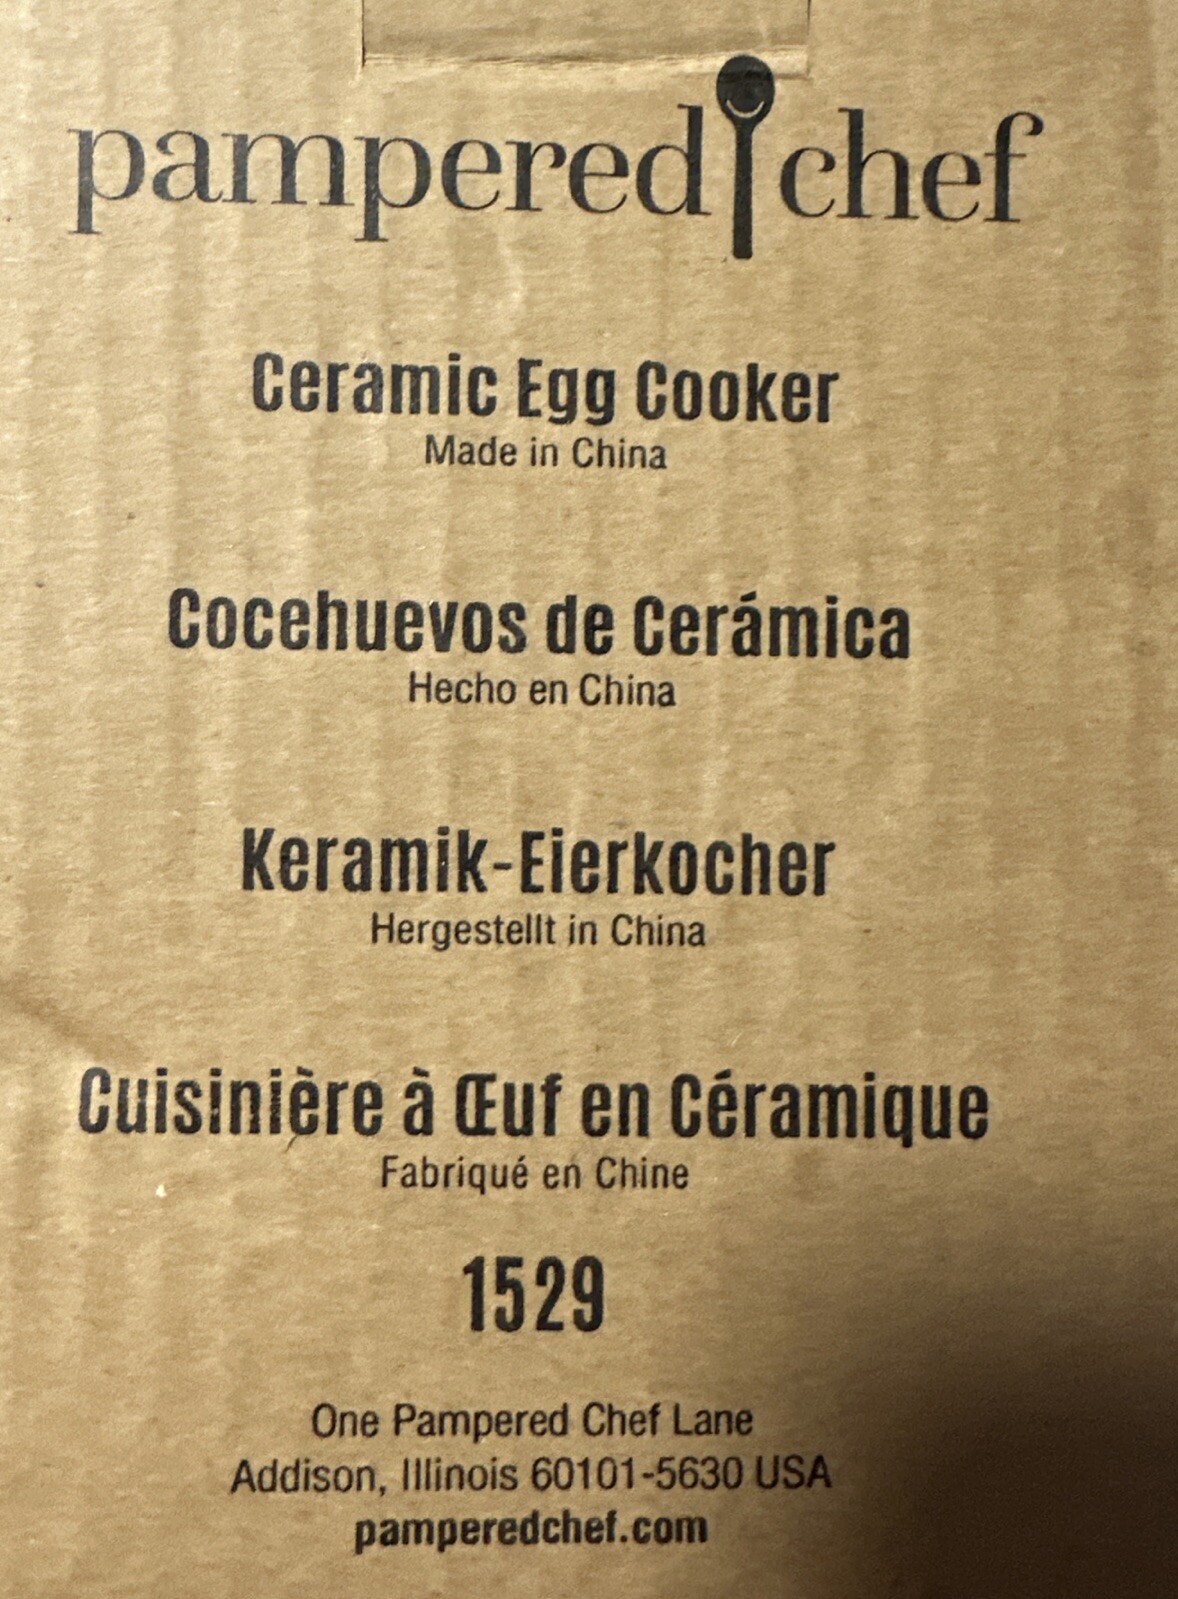 pampered chef
Ceramic Egg Cooker
Made in China
Cocehuevos de Cerámica
Hecho en China
Keramik-Eierkocher
Hergestellt in China
Cuisinière à Œuf en Céramique
Fabriqué en Chine
1529
One Pampered Chef Lane
Addison, Illinois 60101-5630 USA
pamperedchef.com